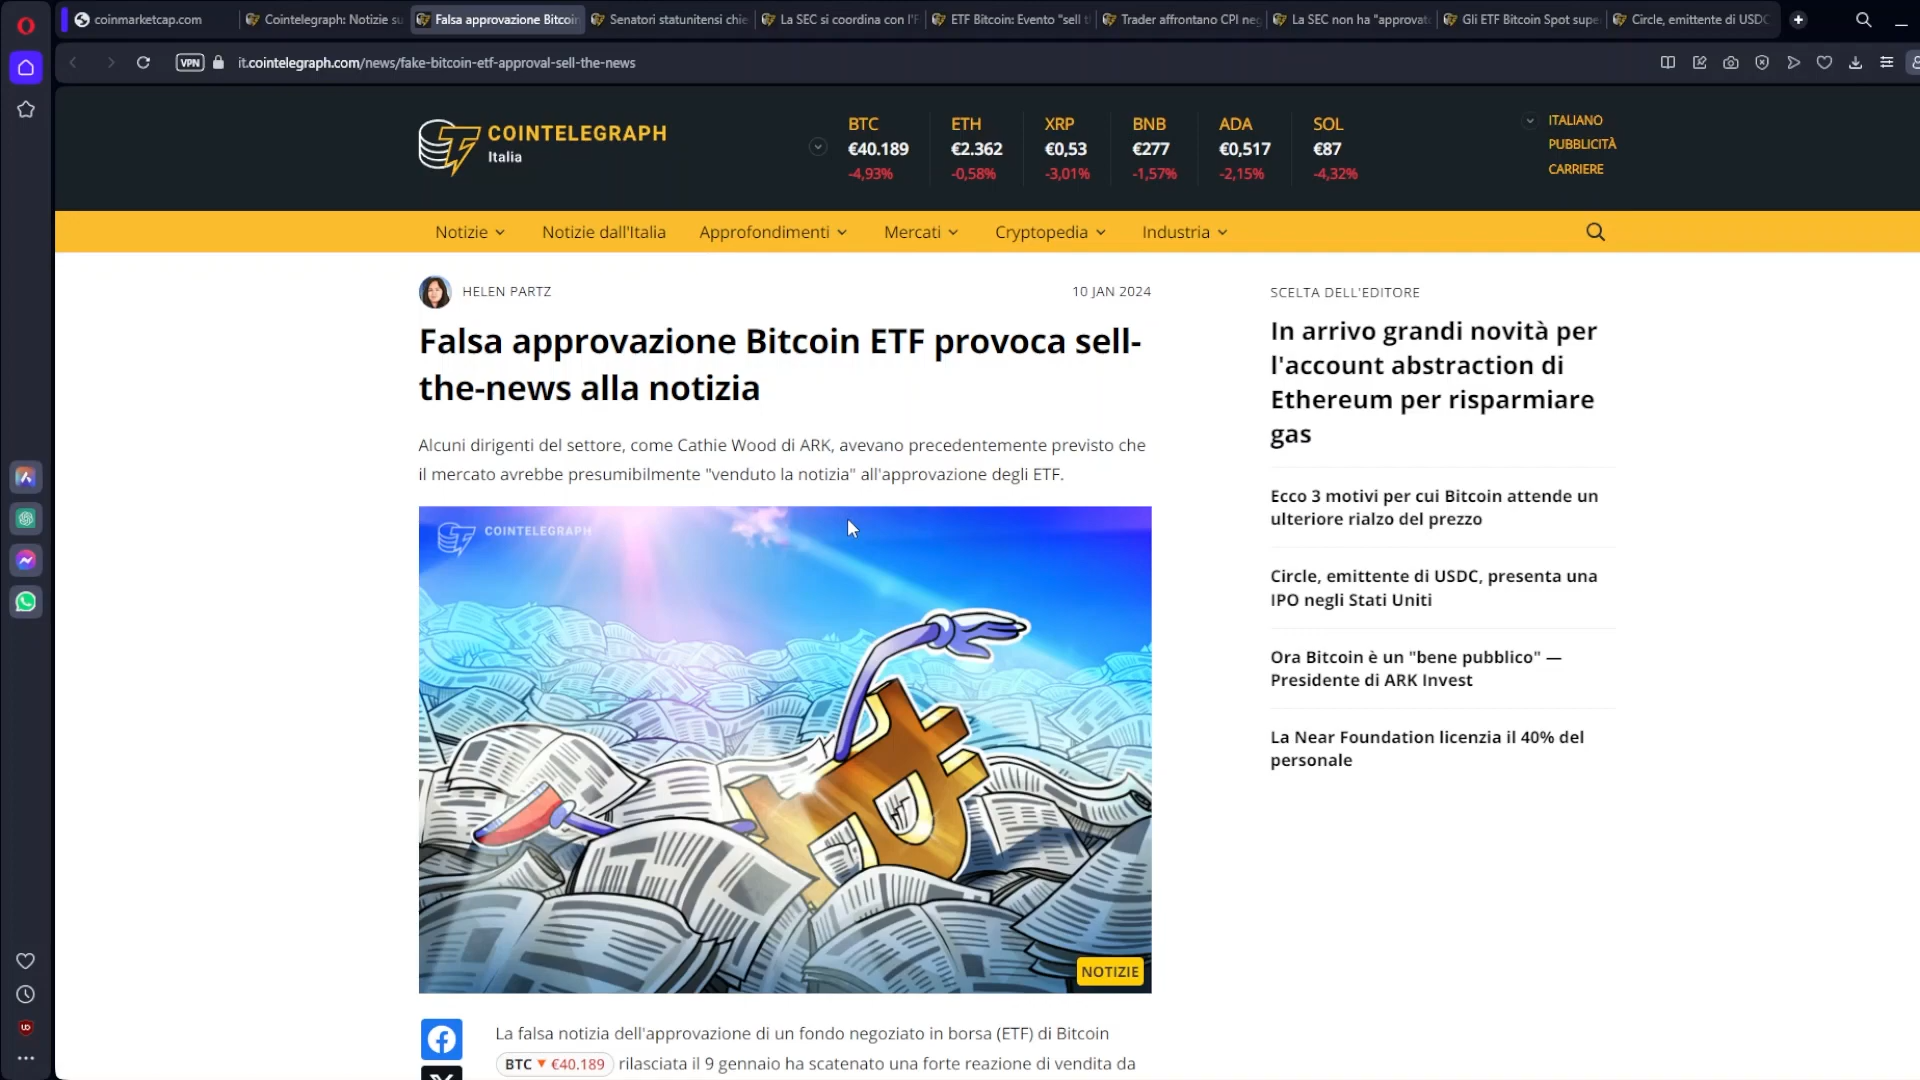 coinmarketcap.com
Cointelegraph: Notizie su
Falsa approvazione Bitcoin
Senatori statunitensi chie
La SEC si coordina con l'F
ETF Bitcoin: Evento "sell t
Trader affrontano CPI neg
La SEC non ha "approvat
Gli ETF Bitcoin Spot supe
Circle, emittente di USDC
VPN it.cointelegraph.com/news/fake-bitcoin-etf-approval-sell-the-news
COINTELEGRAPH
Italia
BTC ETH XRP BNB ADA SOL
€40.189 €2.362 €0,53 €277 €0,517 €87
-4,93% -0,58% -3,01% -1,57% -2,15% -4,32%
ITALIANO
PUBBLICITÀ
CARRIERE
Notizie Notizie dall'Italia Approfondimenti Mercati Cryptopedia Industria
HELEN PARTZ 10 JAN 2024
Falsa approvazione Bitcoin ETF provoca sell-
the-news alla notizia
Alcuni dirigenti del settore, come Cathie Wood di ARK, avevano precedentemente previsto che
il mercato avrebbe presumibilmente "venduto la notizia" all'approvazione degli ETF.
COINTELEGRAPH
NOTIZIE
La falsa notizia dell'approvazione di un fondo negoziato in borsa (ETF) di Bitcoin
BTC ▼ €40.189 rilasciata il 9 gennaio ha scatenato una forte reazione di vendita da
SCELTA DELL'EDITORE
In arrivo grandi novità per
l'account abstraction di
Ethereum per risparmiare
gas
Ecco 3 motivi per cui Bitcoin attende un
ulteriore rialzo del prezzo
Circle, emittente di USDC, presenta una
IPO negli Stati Uniti
Ora Bitcoin è un "bene pubblico" —
Presidente di ARK Invest
La Near Foundation licenzia il 40% del
personale